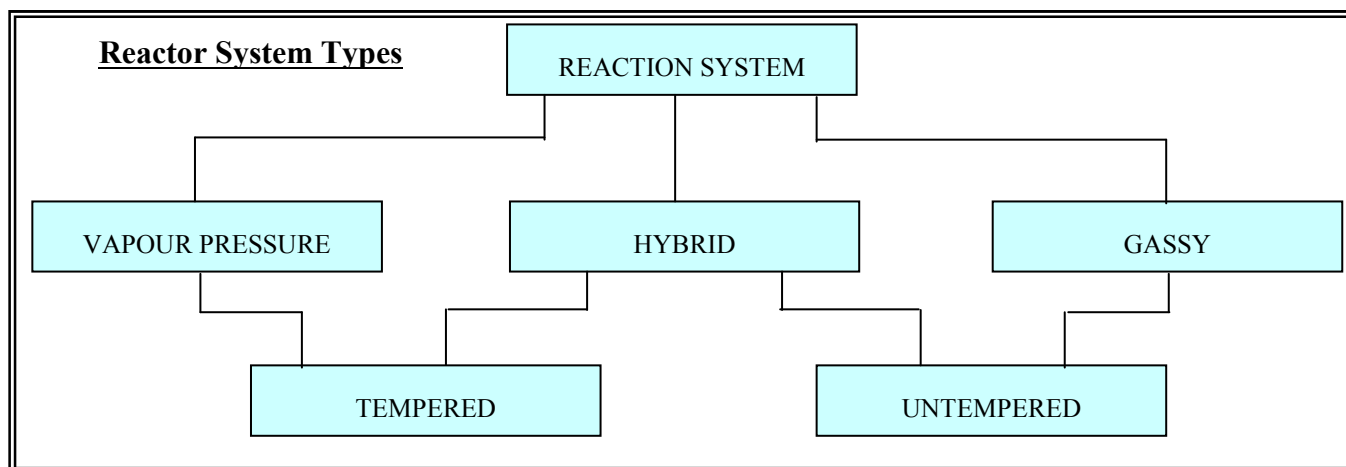 Reactor System Types
REACTION SYSTEM
VAPOUR PRESSURE
HYBRID
GASSY
TEMPERED
UNTEMPERED